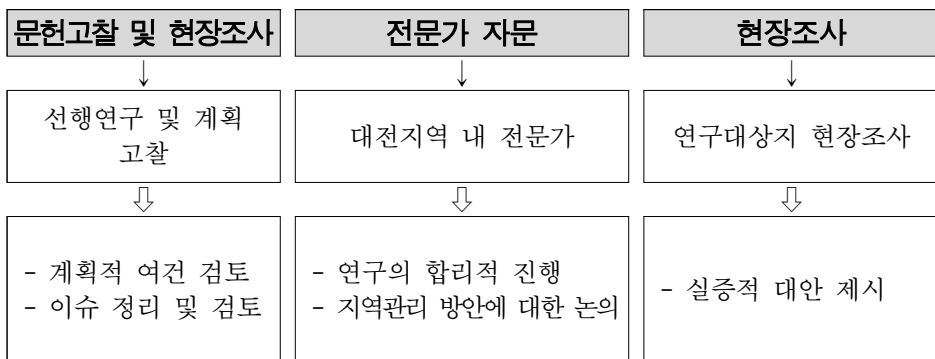 문헌고찰 및 현장조사
전문가 자문
현장조사
선행연구 및 계획
고찰
대전지역 내 전문가
연구대상지 현장조사
- 계획적 여건 검토
- 이슈 정리 및 검토
- 연구의 합리적 진행
- 지역관리 방안에 대한 논의
- 실증적 대안 제시